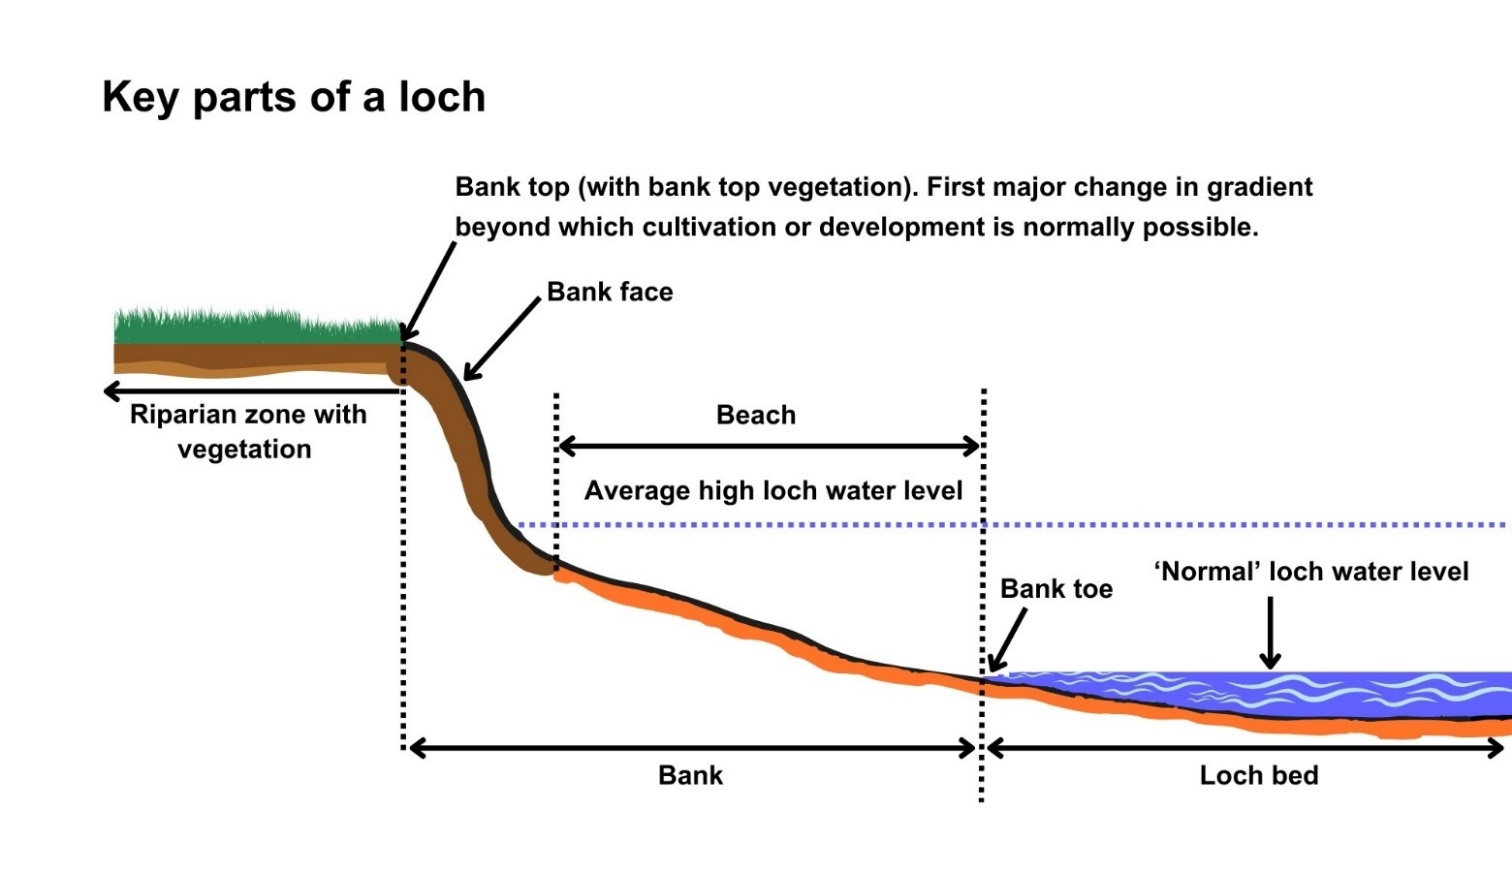 Key parts of a loch
Bank top (with bank top vegetation). First major change in gradient
beyond which cultivation or development is normally possible.
Bank face
Riparian zone with
vegetation
Beach
Average high loch water level
‘Normal’ loch water level
Bank toe
Bank
Loch bed